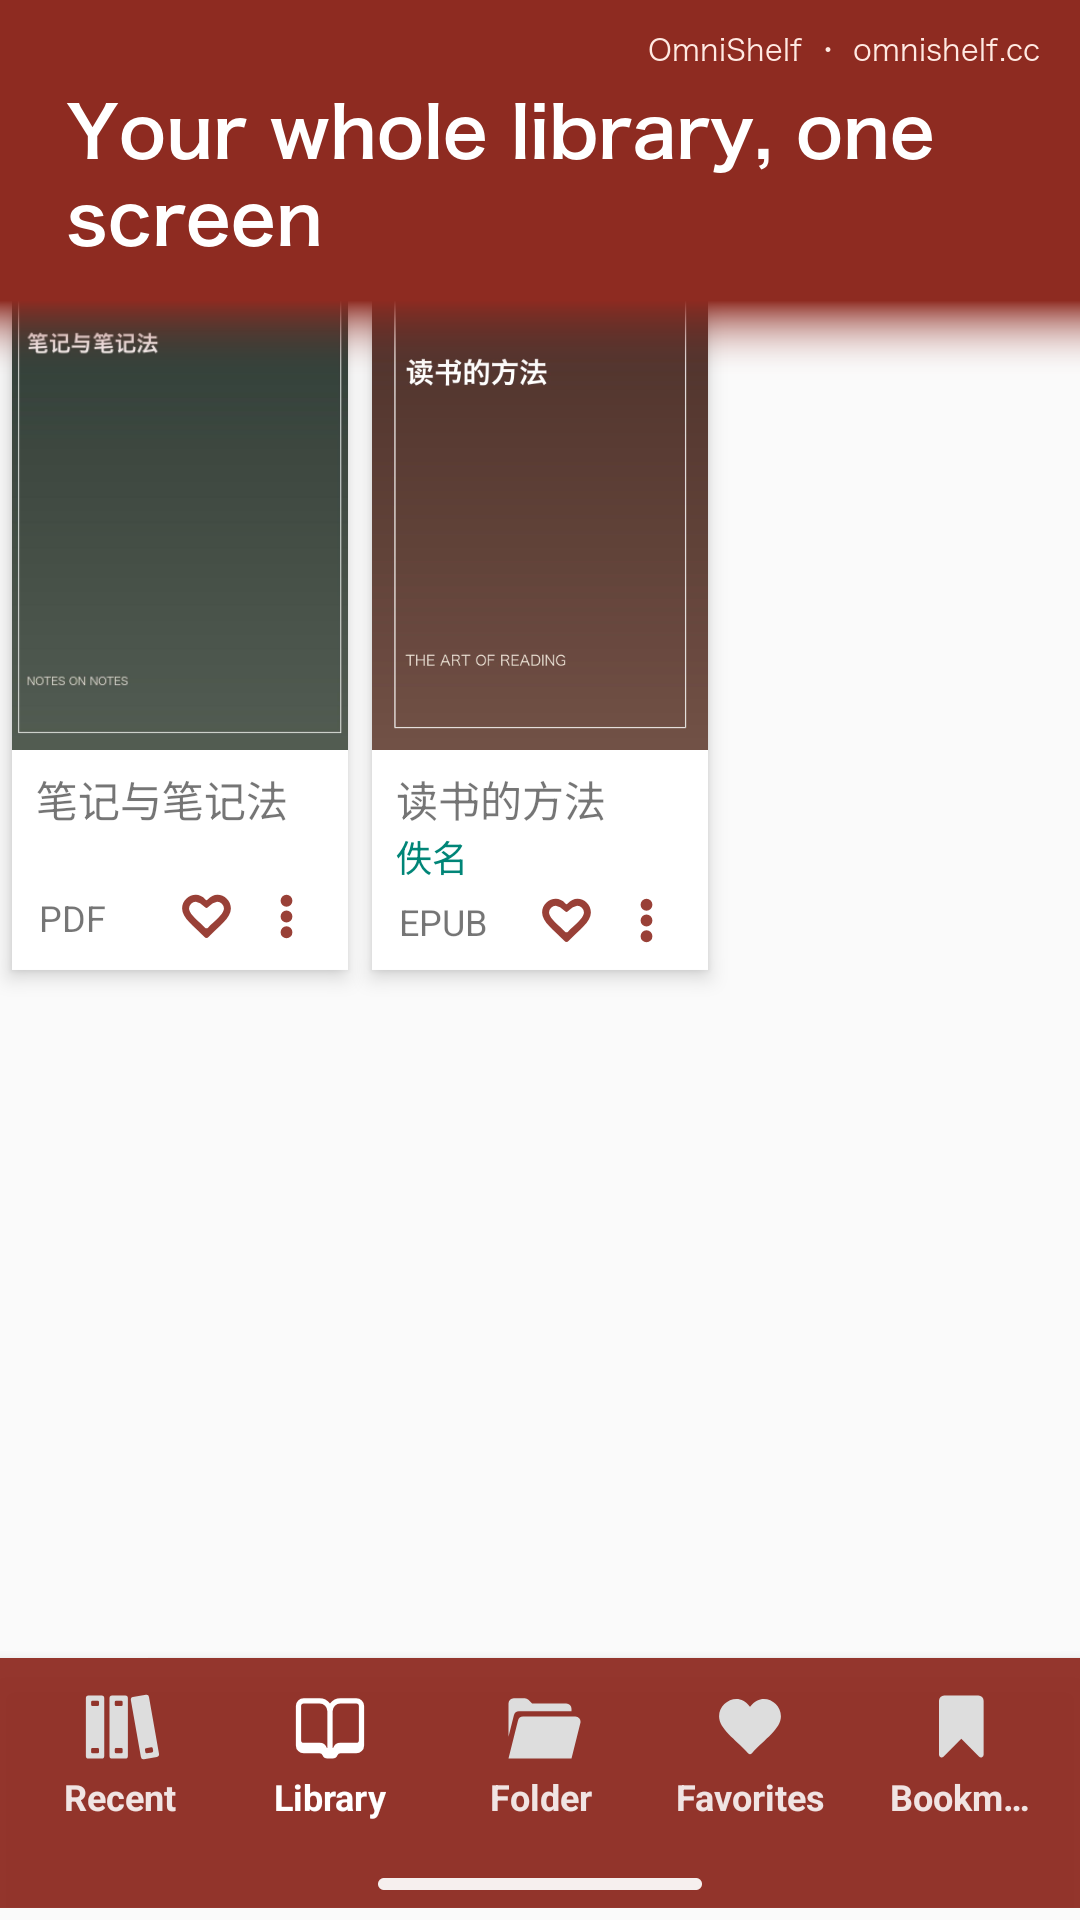 OmniShelf · omnishelf.cc
Your whole library, one
screen
笔记与笔记法
读书的方法
NOTES ON NOTES
THE ART OF READING
笔记与笔记法
读书的方法
佚名
PDF
EPUB
Recent
Library
Folder
Favorites
Bookm...